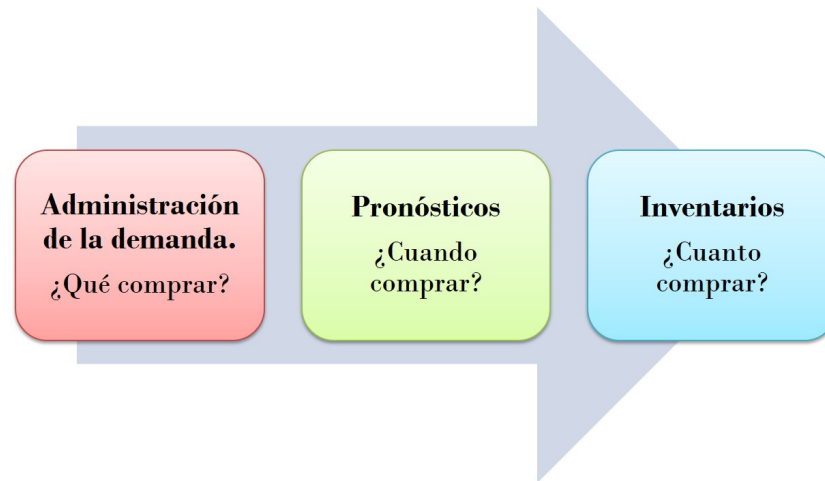 Administración
de la demanda.
¿Qué comprar?
Pronósticos
¿Cuando
comprar?
Inventarios
¿Cuanto
comprar?